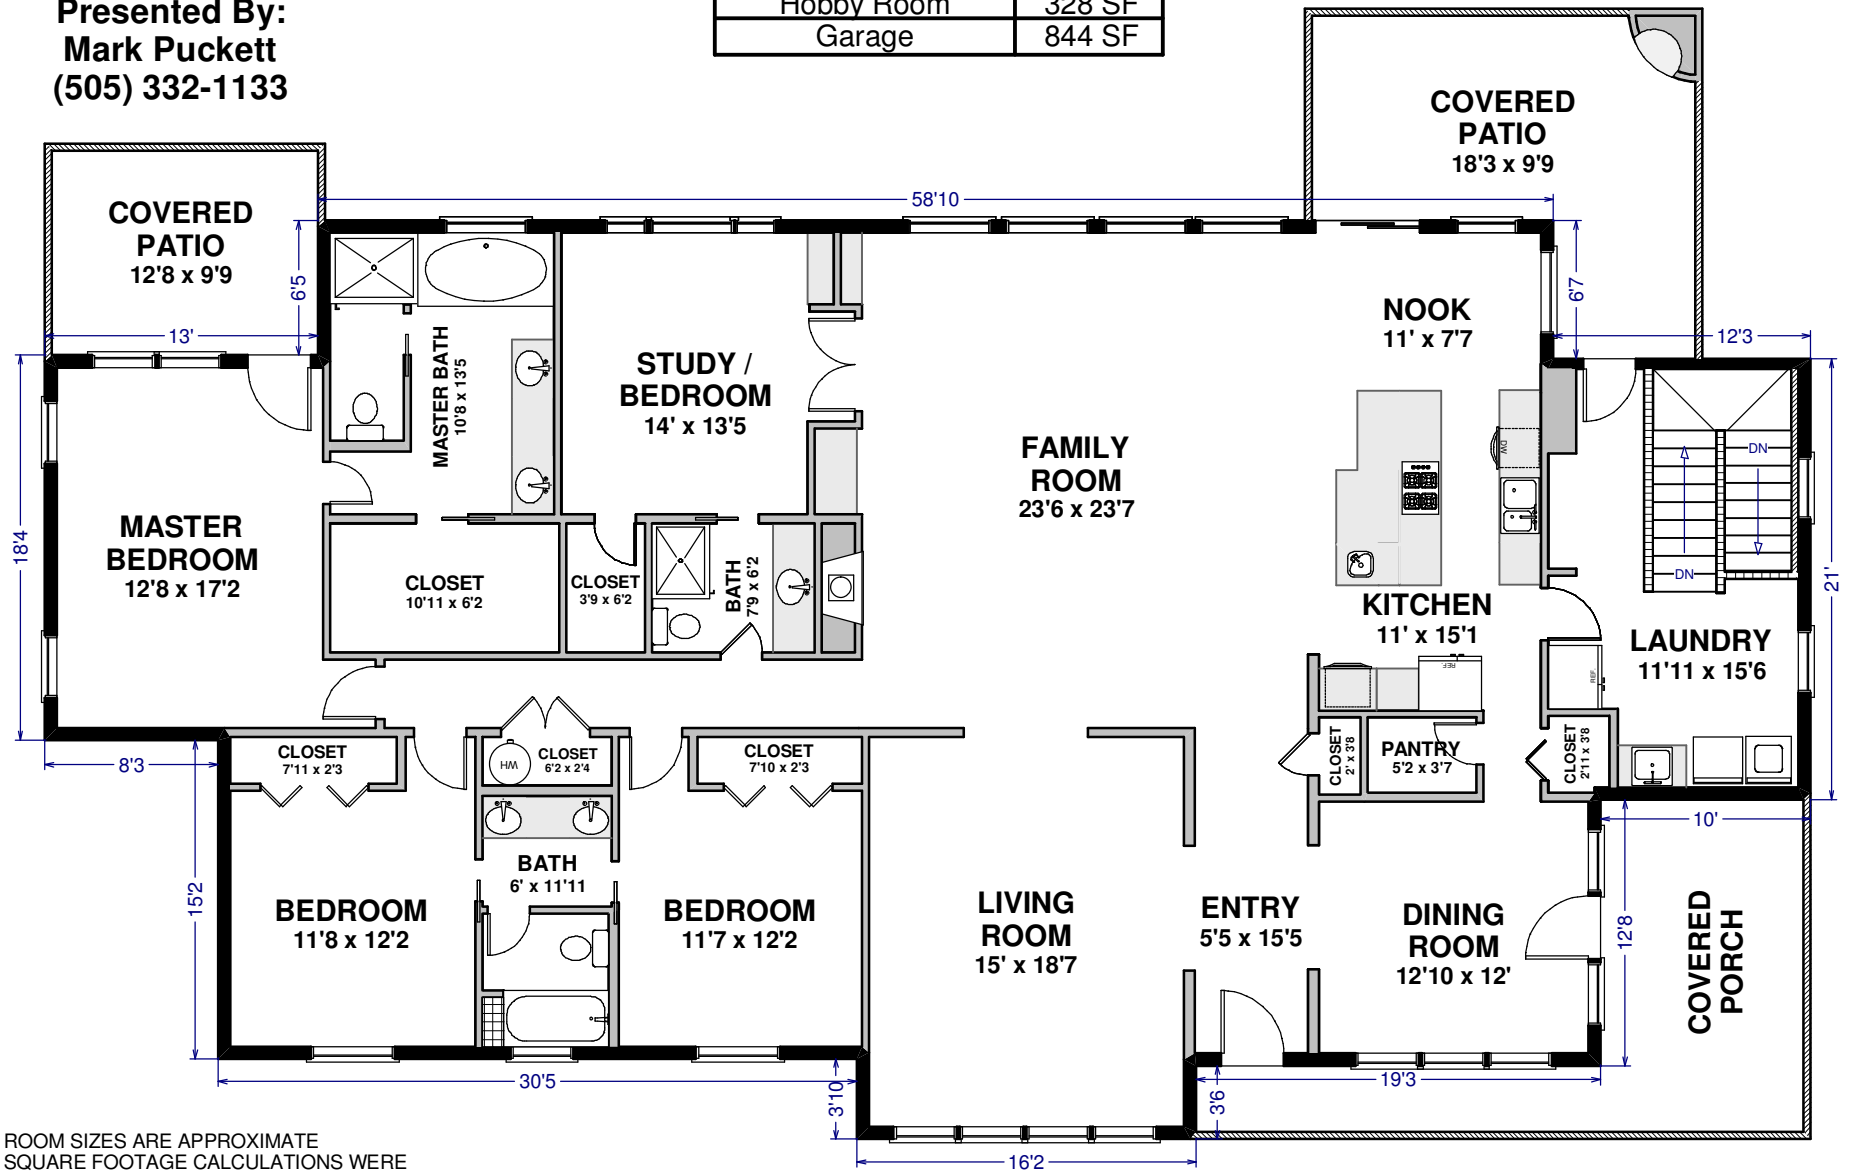 Presented By:
Mark Puckett
(505) 332-1133
Hobby Room 328 SF
Garage 844 SF
COVERED
PATIO
18'3 x 9'9
COVERED
PATIO
12'8 x 9'9
58'10
6'5
13'
6'7
12'3
NOOK
11' x 7'7
MASTER BATH
10'8 x 13'5
STUDY /
BEDROOM
14' x 13'5
FAMILY
ROOM
23'6 x 23'7
DW
DN
DN
18'4
MASTER
BEDROOM
12'8 x 17'2
CLOSET
10'11 x 6'2
CLOSET
3'9 x 6'2
BATH
7'9 x 6'2
KITCHEN
11' x 15'1
REF.
REF.
LAUNDRY
11'11 x 15'6
21'
8'3
CLOSET
7'11 x 2'3
WH
CLOSET
6'2 x 2'4
CLOSET
7'10 x 2'3
CLOSET
2' x 3'8
PANTRY
5'2 x 3'7
CLOSET
2'11 x 3'8
10'
15'2
BEDROOM
11'8 x 12'2
BATH
6' x 11'11
BEDROOM
11'7 x 12'2
LIVING
ROOM
15' x 18'7
ENTRY
5'5 x 15'5
DINING
ROOM
12'10 x 12'
12'8
COVERED
PORCH
30'5
3'10
3'6
19'3
16'2
ROOM SIZES ARE APPROXIMATE
SQUARE FOOTAGE CALCULATIONS WERE